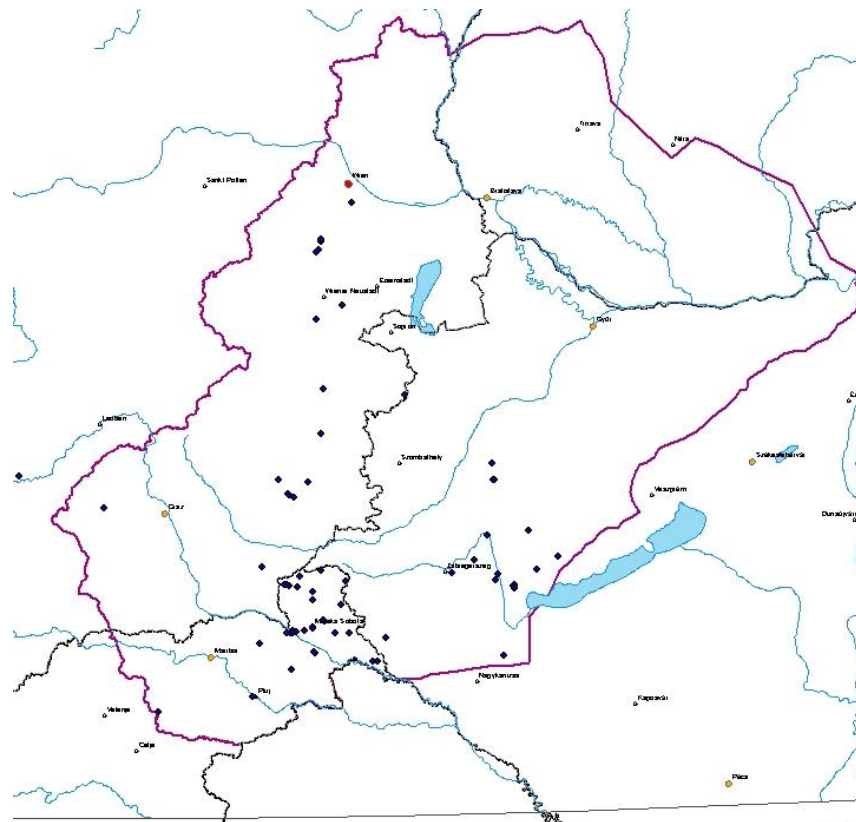 Trnava
Nitra
Sankt Pölten
Wien
Bratislava
Eisenstadt
Wiener Neustadt
Sopron
Győr
Leoben
Szombathely
Székesfehérvár
Veszprém
Graz
Zalaegerszeg
Murska Sobota
Maribor
Nagykanizsa
Ptuj
Kaposvár
Velenje
Celje
Pécs